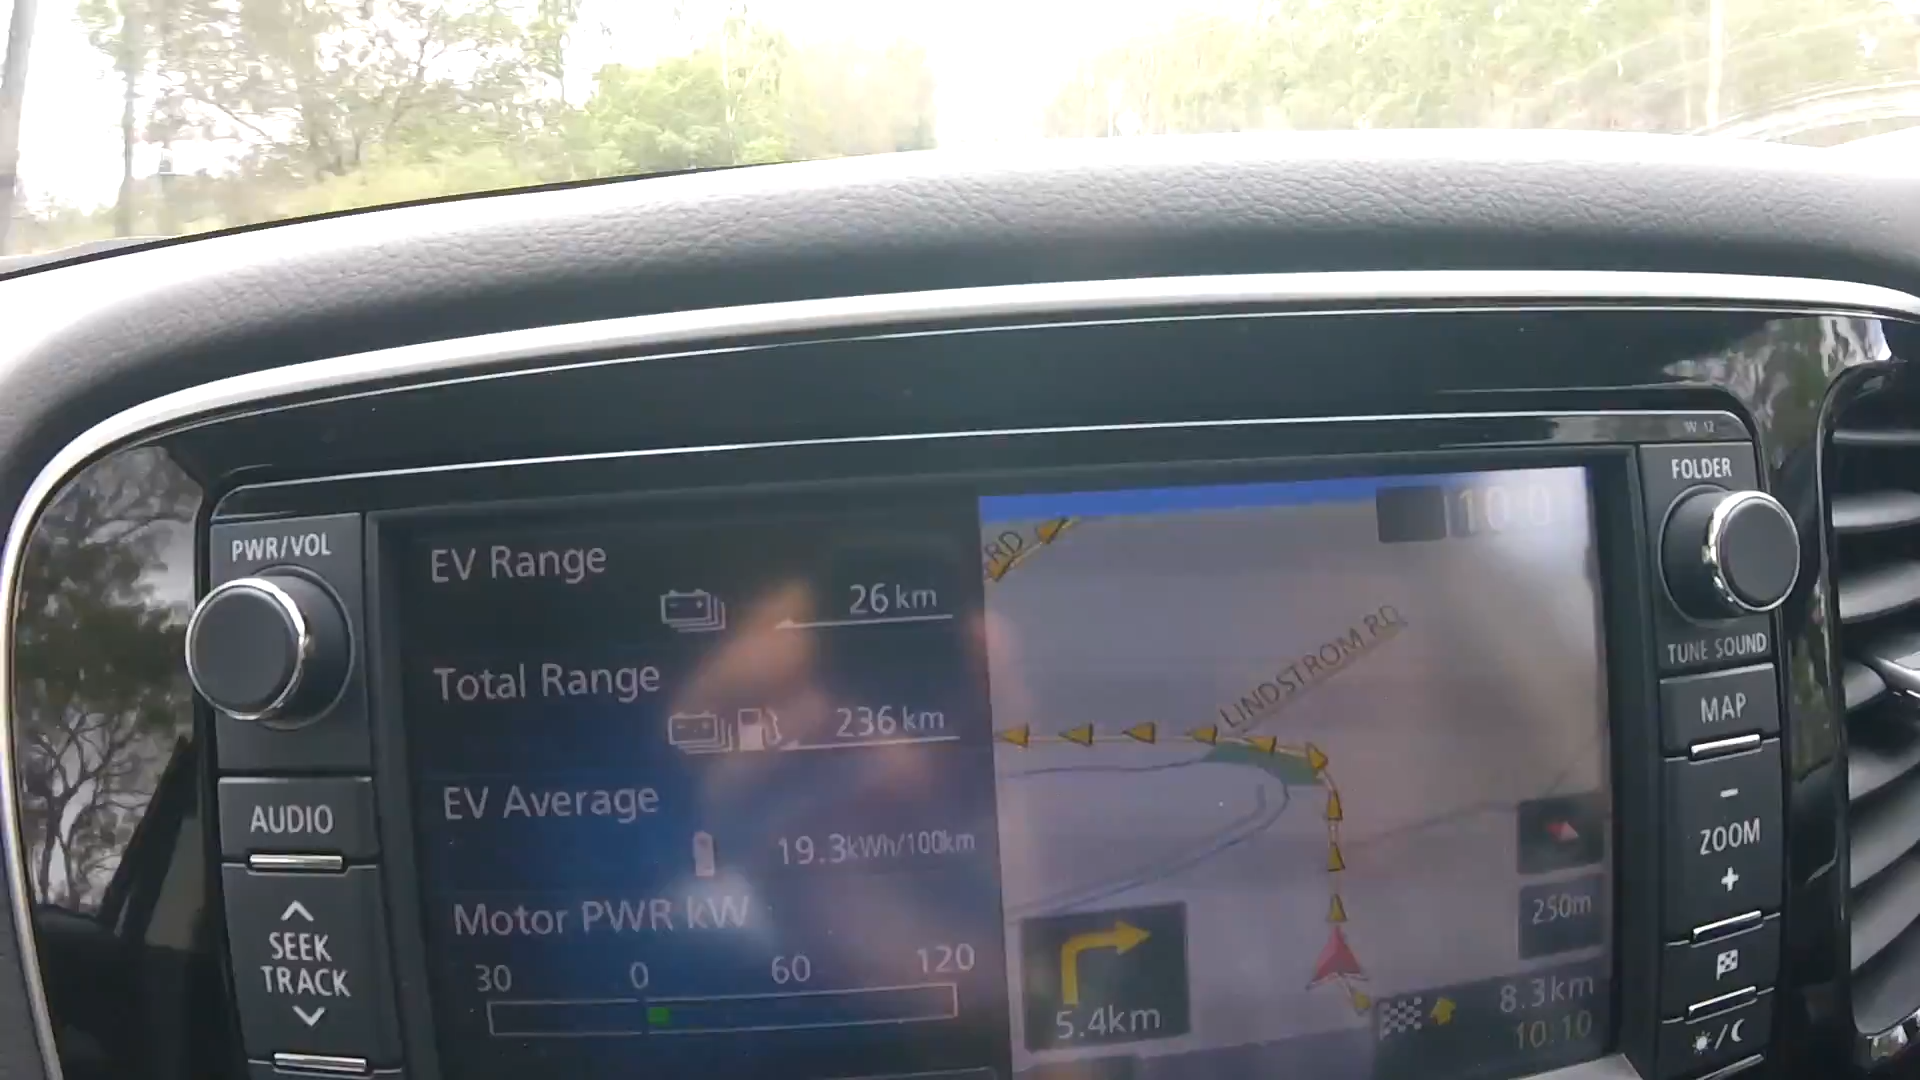 W-12
FOLDER
PWR/VOL
EV Range
26 km
Total Range
236 km
EV Average
19.3kWh/100km
Motor PWR kW
30 0 60 120
RD
LINDSTROM RD
250m
5.4km
8.3km
10:10
TUNE SOUND
MAP
-
ZOOM
+
AUDIO
SEEK
TRACK